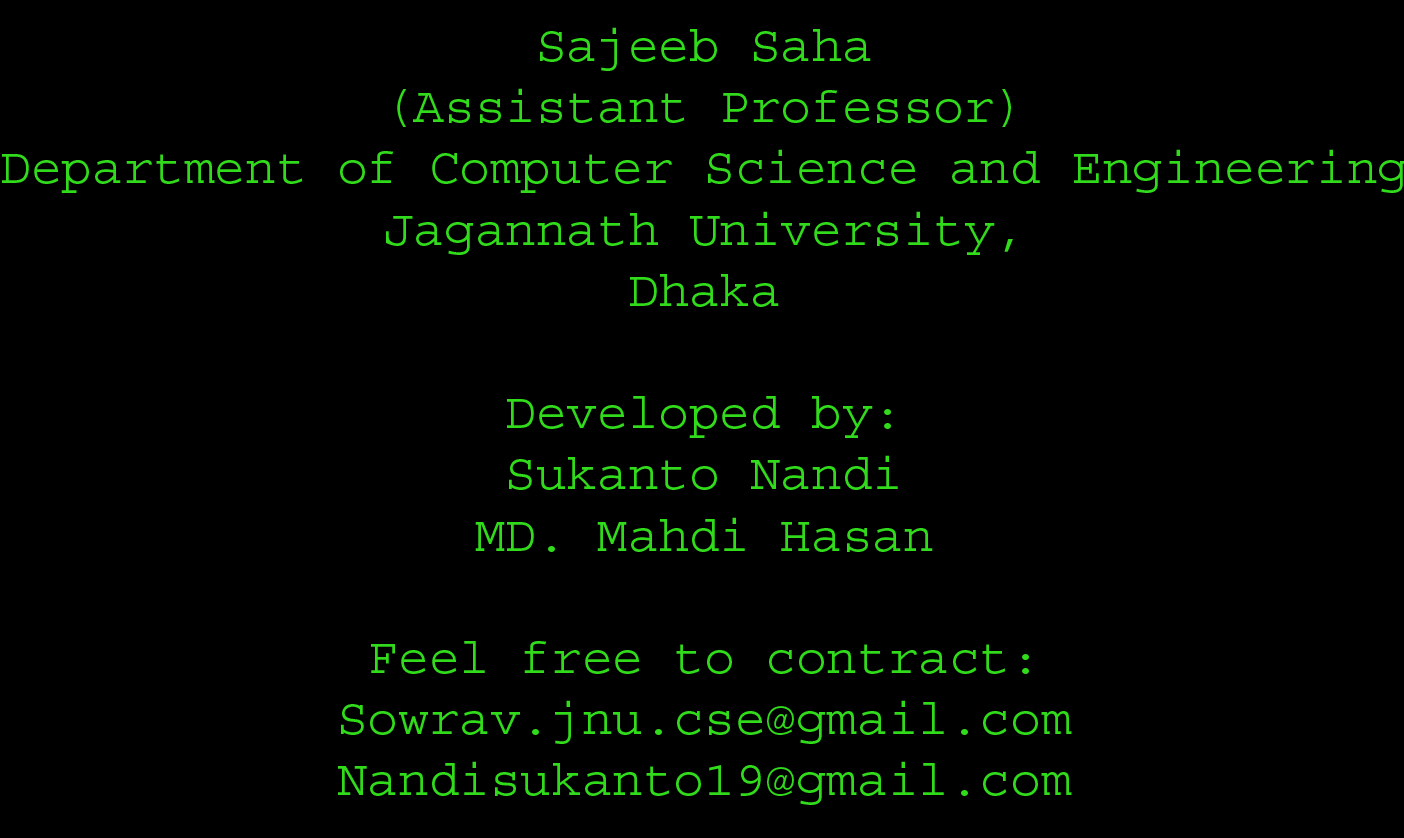 Sajeeb Saha
(Assistant Professor)
Department of Computer Science and Engineering
Jagannath University,
Dhaka
Developed by:
Sukanto Nandi
MD. Mahdi Hasan
Feel free to contract:
Sowrav.jnu.cse@gmail.com
Nandisukanto19@gmail.com